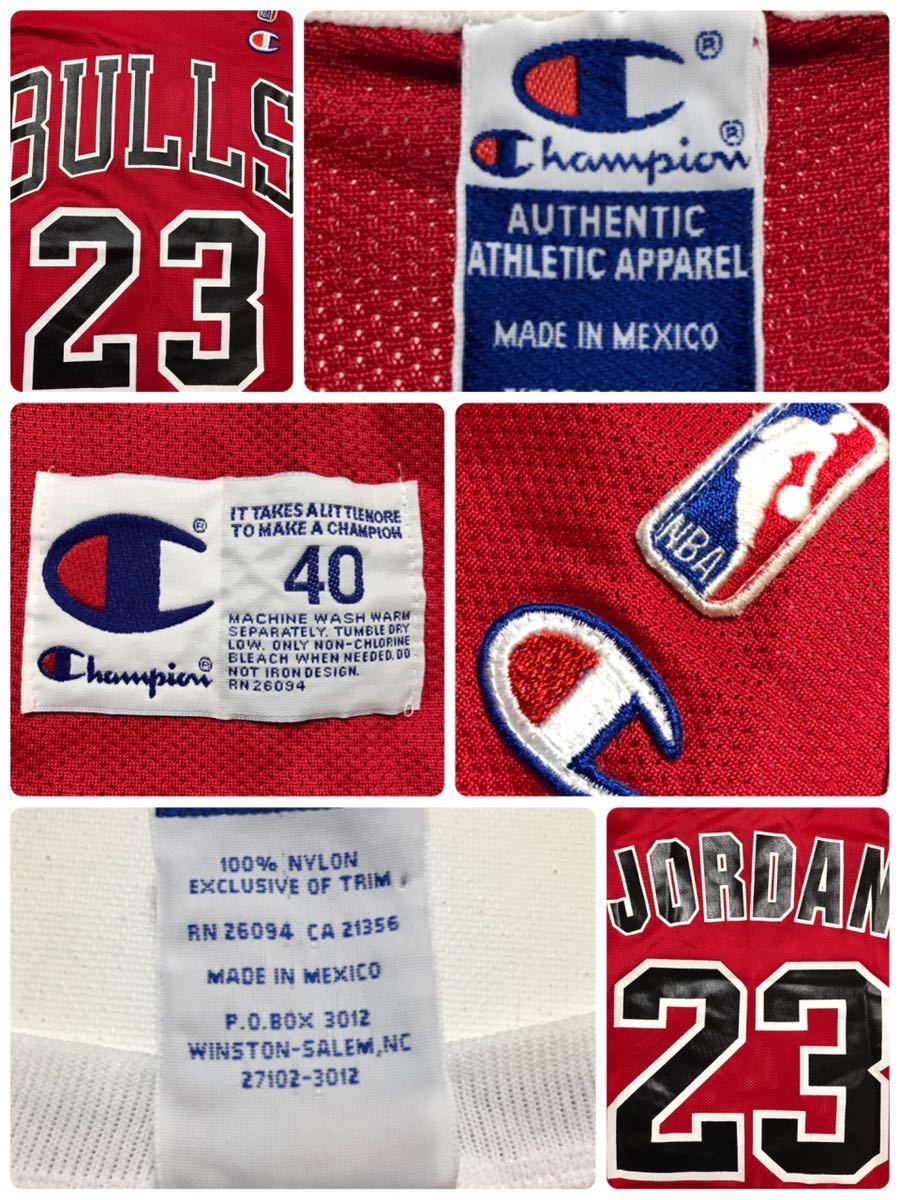 BULLS
23
®
Champion®
AUTHENTIC
ATHLETIC APPAREL
MADE IN MEXICO
®
Champion®
IT TAKES A LITTLE MORE
TO MAKE A CHAMPION
40
MACHINE WASH WARM
SEPARATELY. TUMBLE DRY
LOW. ONLY NON-CHLORINE
BLEACH WHEN NEEDED. DO
NOT IRON DESIGN.
RN26094
NBA
100% NYLON
EXCLUSIVE OF TRIM
RN 26094 CA 21356
MADE IN MEXICO
P.O.BOX 3012
WINSTON-SALEM,NC
27102-3012
JORDAN
23